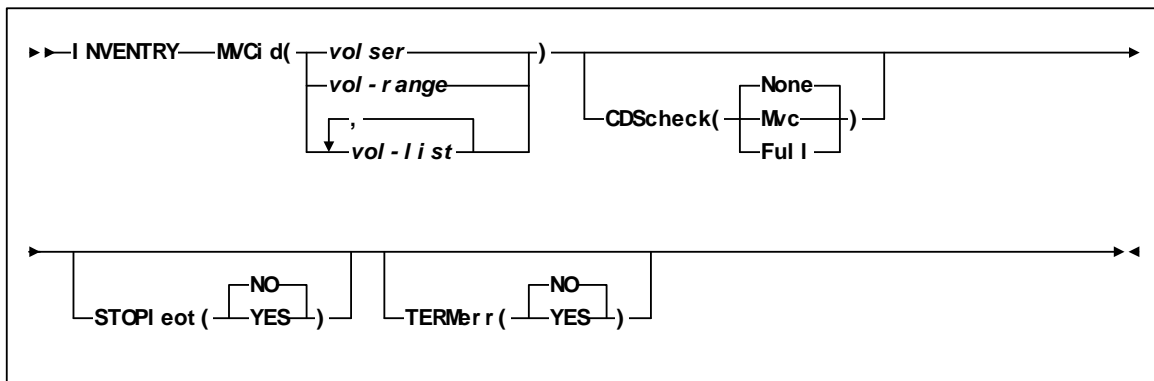 INVENTRY MVCid( volser )
vol-range
,
vol-list
None
CDScheck( Mvc )
Full
NO
STOPleot( YES )
NO
TERMerr( YES )